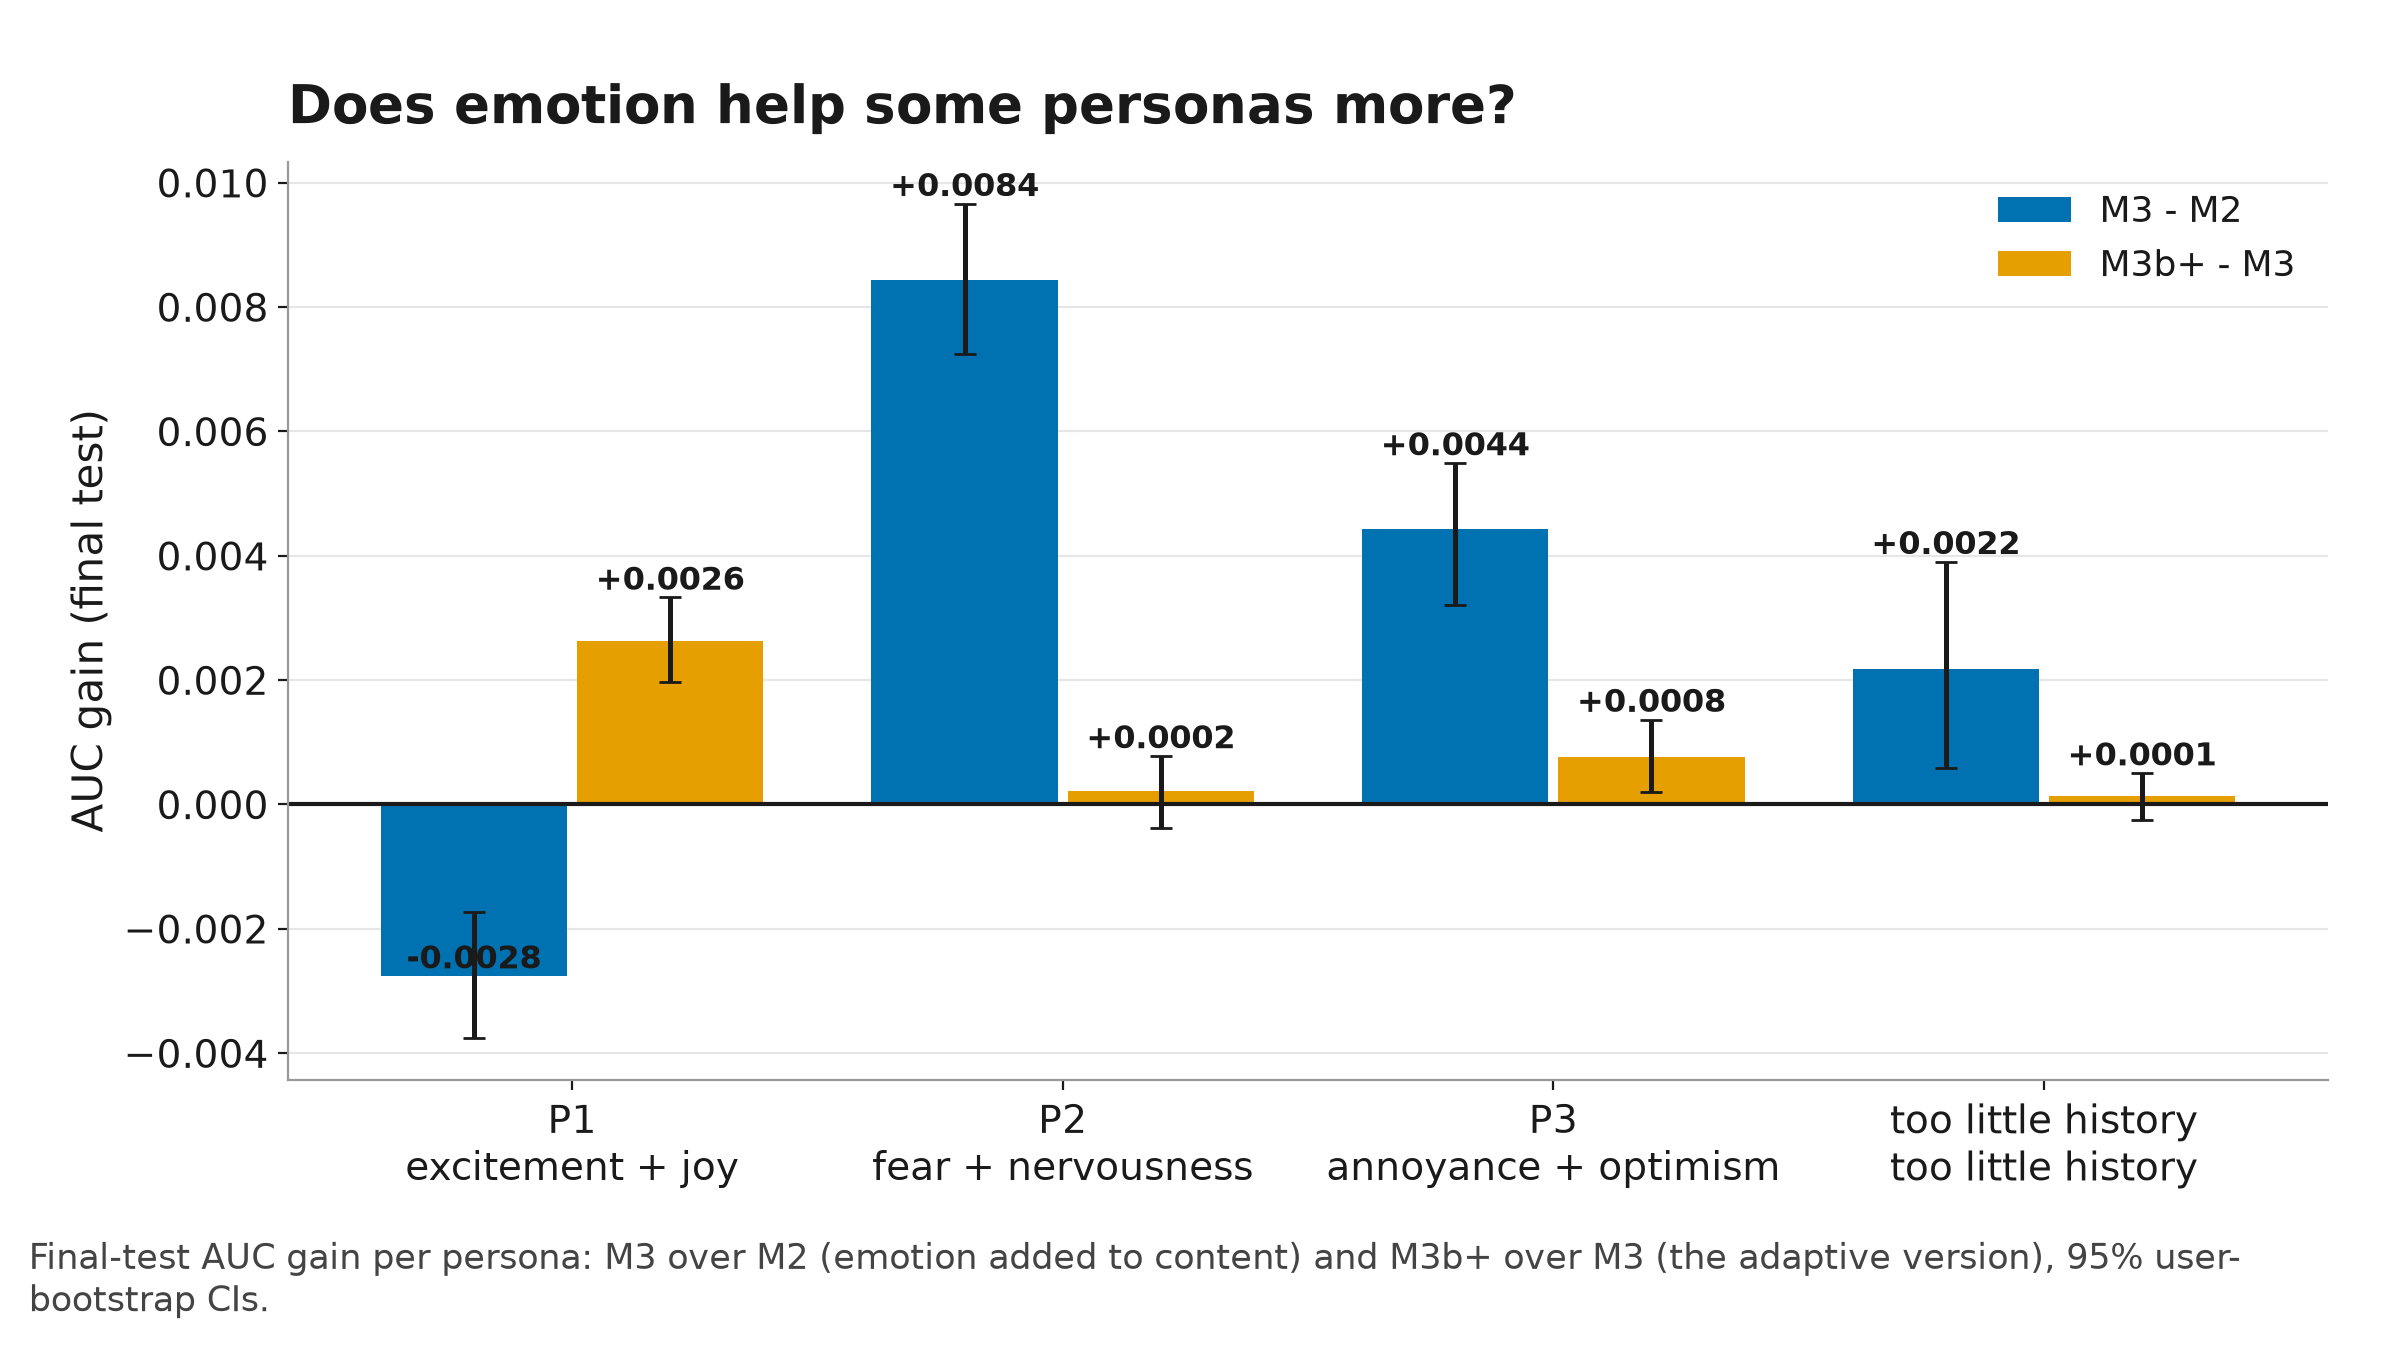 Does emotion help some personas more?
AUC gain (final test)
0.010
0.008
0.006
0.004
0.002
0.000
−0.002
−0.004
M3 - M2
M3b+ - M3
-0.0028
+0.0026
+0.0084
+0.0002
+0.0044
+0.0008
+0.0022
+0.0001
P1
excitement + joy
P2
fear + nervousness
P3
annoyance + optimism
too little history
too little history
Final-test AUC gain per persona: M3 over M2 (emotion added to content) and M3b+ over M3 (the adaptive version), 95% user-
bootstrap CIs.